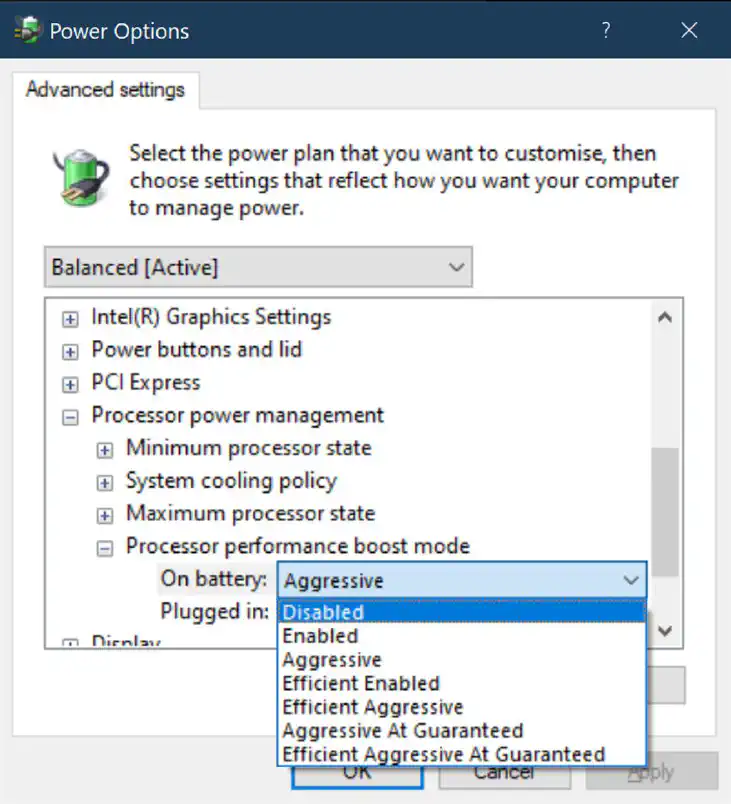 Power Options
?
Advanced settings
Select the power plan that you want to customise, then
choose settings that reflect how you want your computer
to manage power.
Balanced [Active]
Intel(R) Graphics Settings
Power buttons and lid
PCI Express
Processor power management
Minimum processor state
System cooling policy
Maximum processor state
Processor performance boost mode
On battery: Aggressive
Plugged in: Disabled
Enabled
Display
Aggressive
Efficient Enabled
Efficient Aggressive
Aggressive At Guaranteed
Efficient Aggressive At Guaranteed
OK Cancel Apply